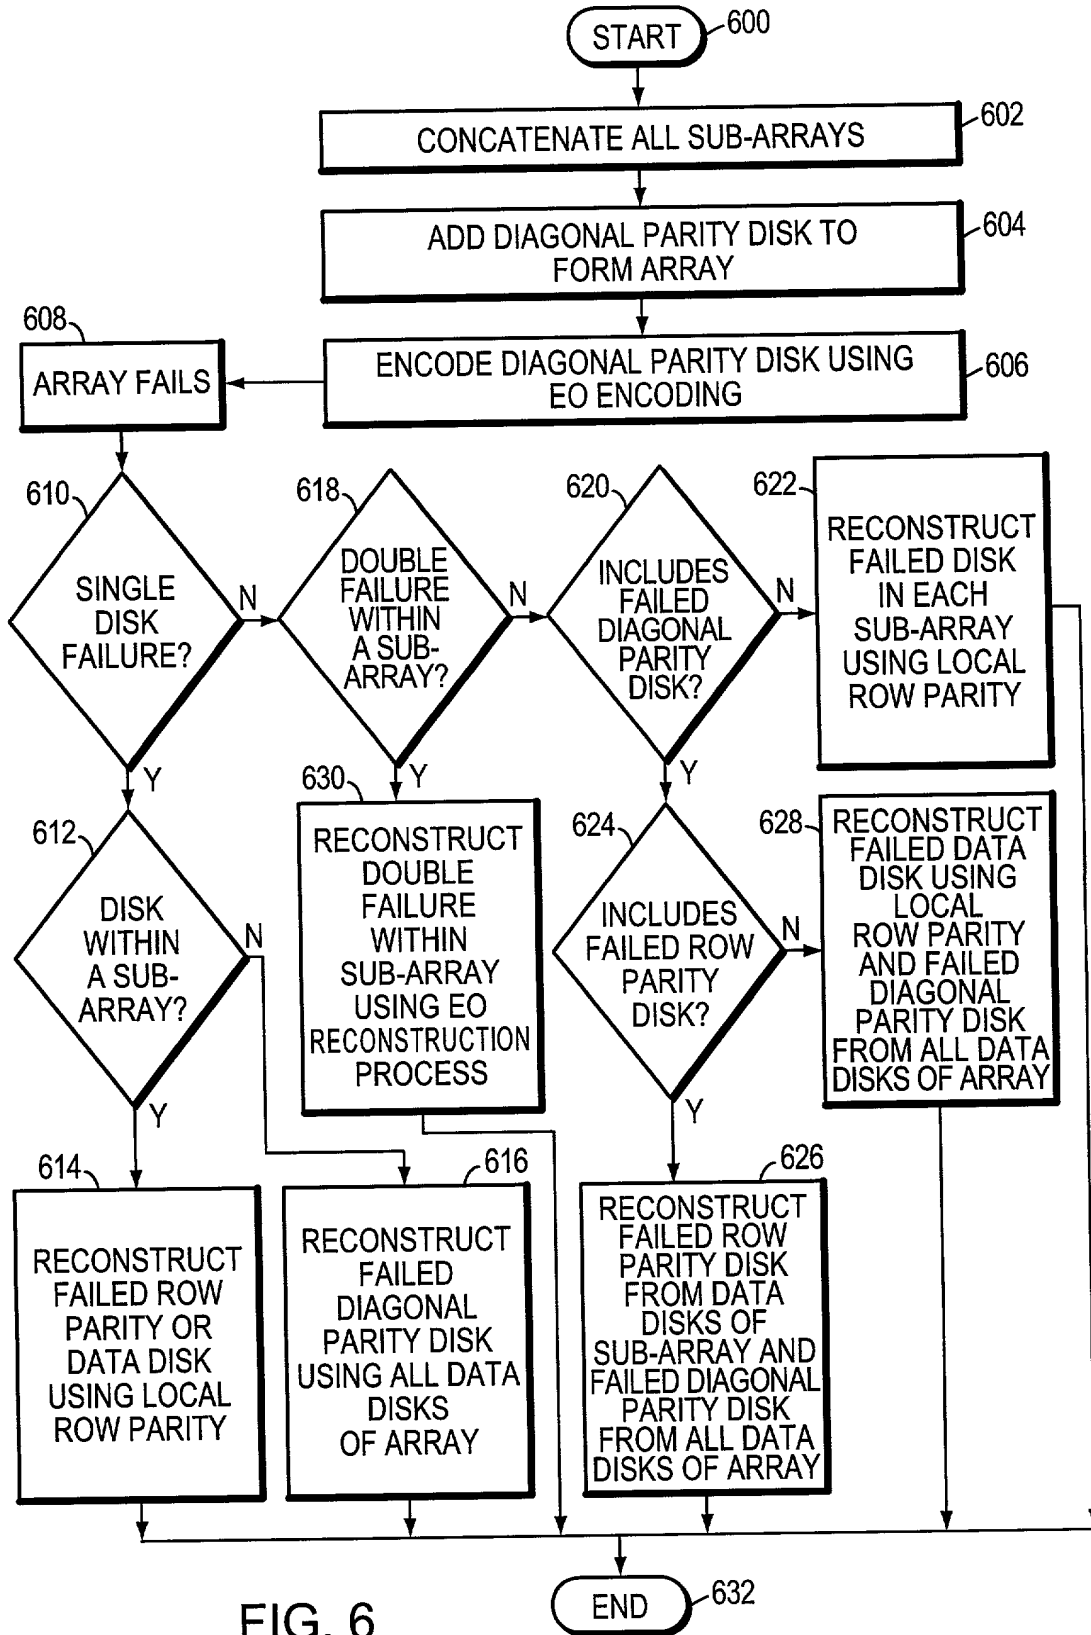 START
600
CONCATENATE ALL SUB-ARRAYS
602
ADD DIAGONAL PARITY DISK TO
FORM ARRAY
604
ENCODE DIAGONAL PARITY DISK USING
EO ENCODING
606
608
ARRAY FAILS
610
SINGLE
DISK
FAILURE?
N
Y
618
DOUBLE
FAILURE
WITHIN
A SUB-
ARRAY?
N
Y
620
INCLUDES
FAILED
DIAGONAL
PARITY
DISK?
N
Y
622
RECONSTRUCT
FAILED DISK
IN EACH
SUB-ARRAY
USING LOCAL
ROW PARITY
612
DISK
WITHIN
A SUB-
ARRAY?
N
Y
630
RECONSTRUCT
DOUBLE
FAILURE
WITHIN
SUB-ARRAY
USING EO
RECONSTRUCTION
PROCESS
624
INCLUDES
FAILED ROW
PARITY
DISK?
N
Y
628
RECONSTRUCT
FAILED DATA
DISK USING
LOCAL
ROW PARITY
AND FAILED
DIAGONAL
PARITY DISK
FROM ALL DATA
DISKS OF ARRAY
614
RECONSTRUCT
FAILED ROW
PARITY OR
DATA DISK
USING LOCAL
ROW PARITY
616
RECONSTRUCT
FAILED
DIAGONAL
PARITY DISK
USING ALL DATA
DISKS
OF ARRAY
626
RECONSTRUCT
FAILED ROW
PARITY DISK
FROM DATA
DISKS OF
SUB-ARRAY AND
FAILED DIAGONAL
PARITY DISK
FROM ALL DATA
DISKS OF ARRAY
END
632
FIG. 6